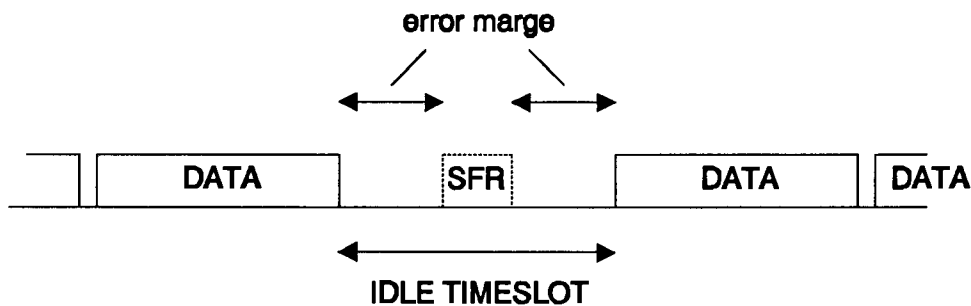 error marge
DATA SFR DATA DATA
IDLE TIMESLOT